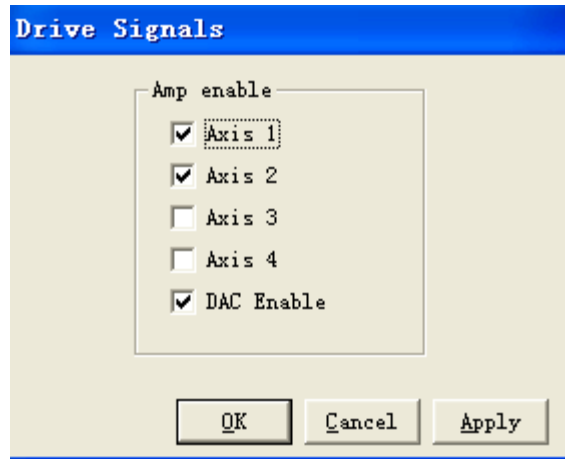 Drive Signals
Amp enable
Axis 1
Axis 2
Axis 3
Axis 4
DAC Enable
OK Cancel Apply